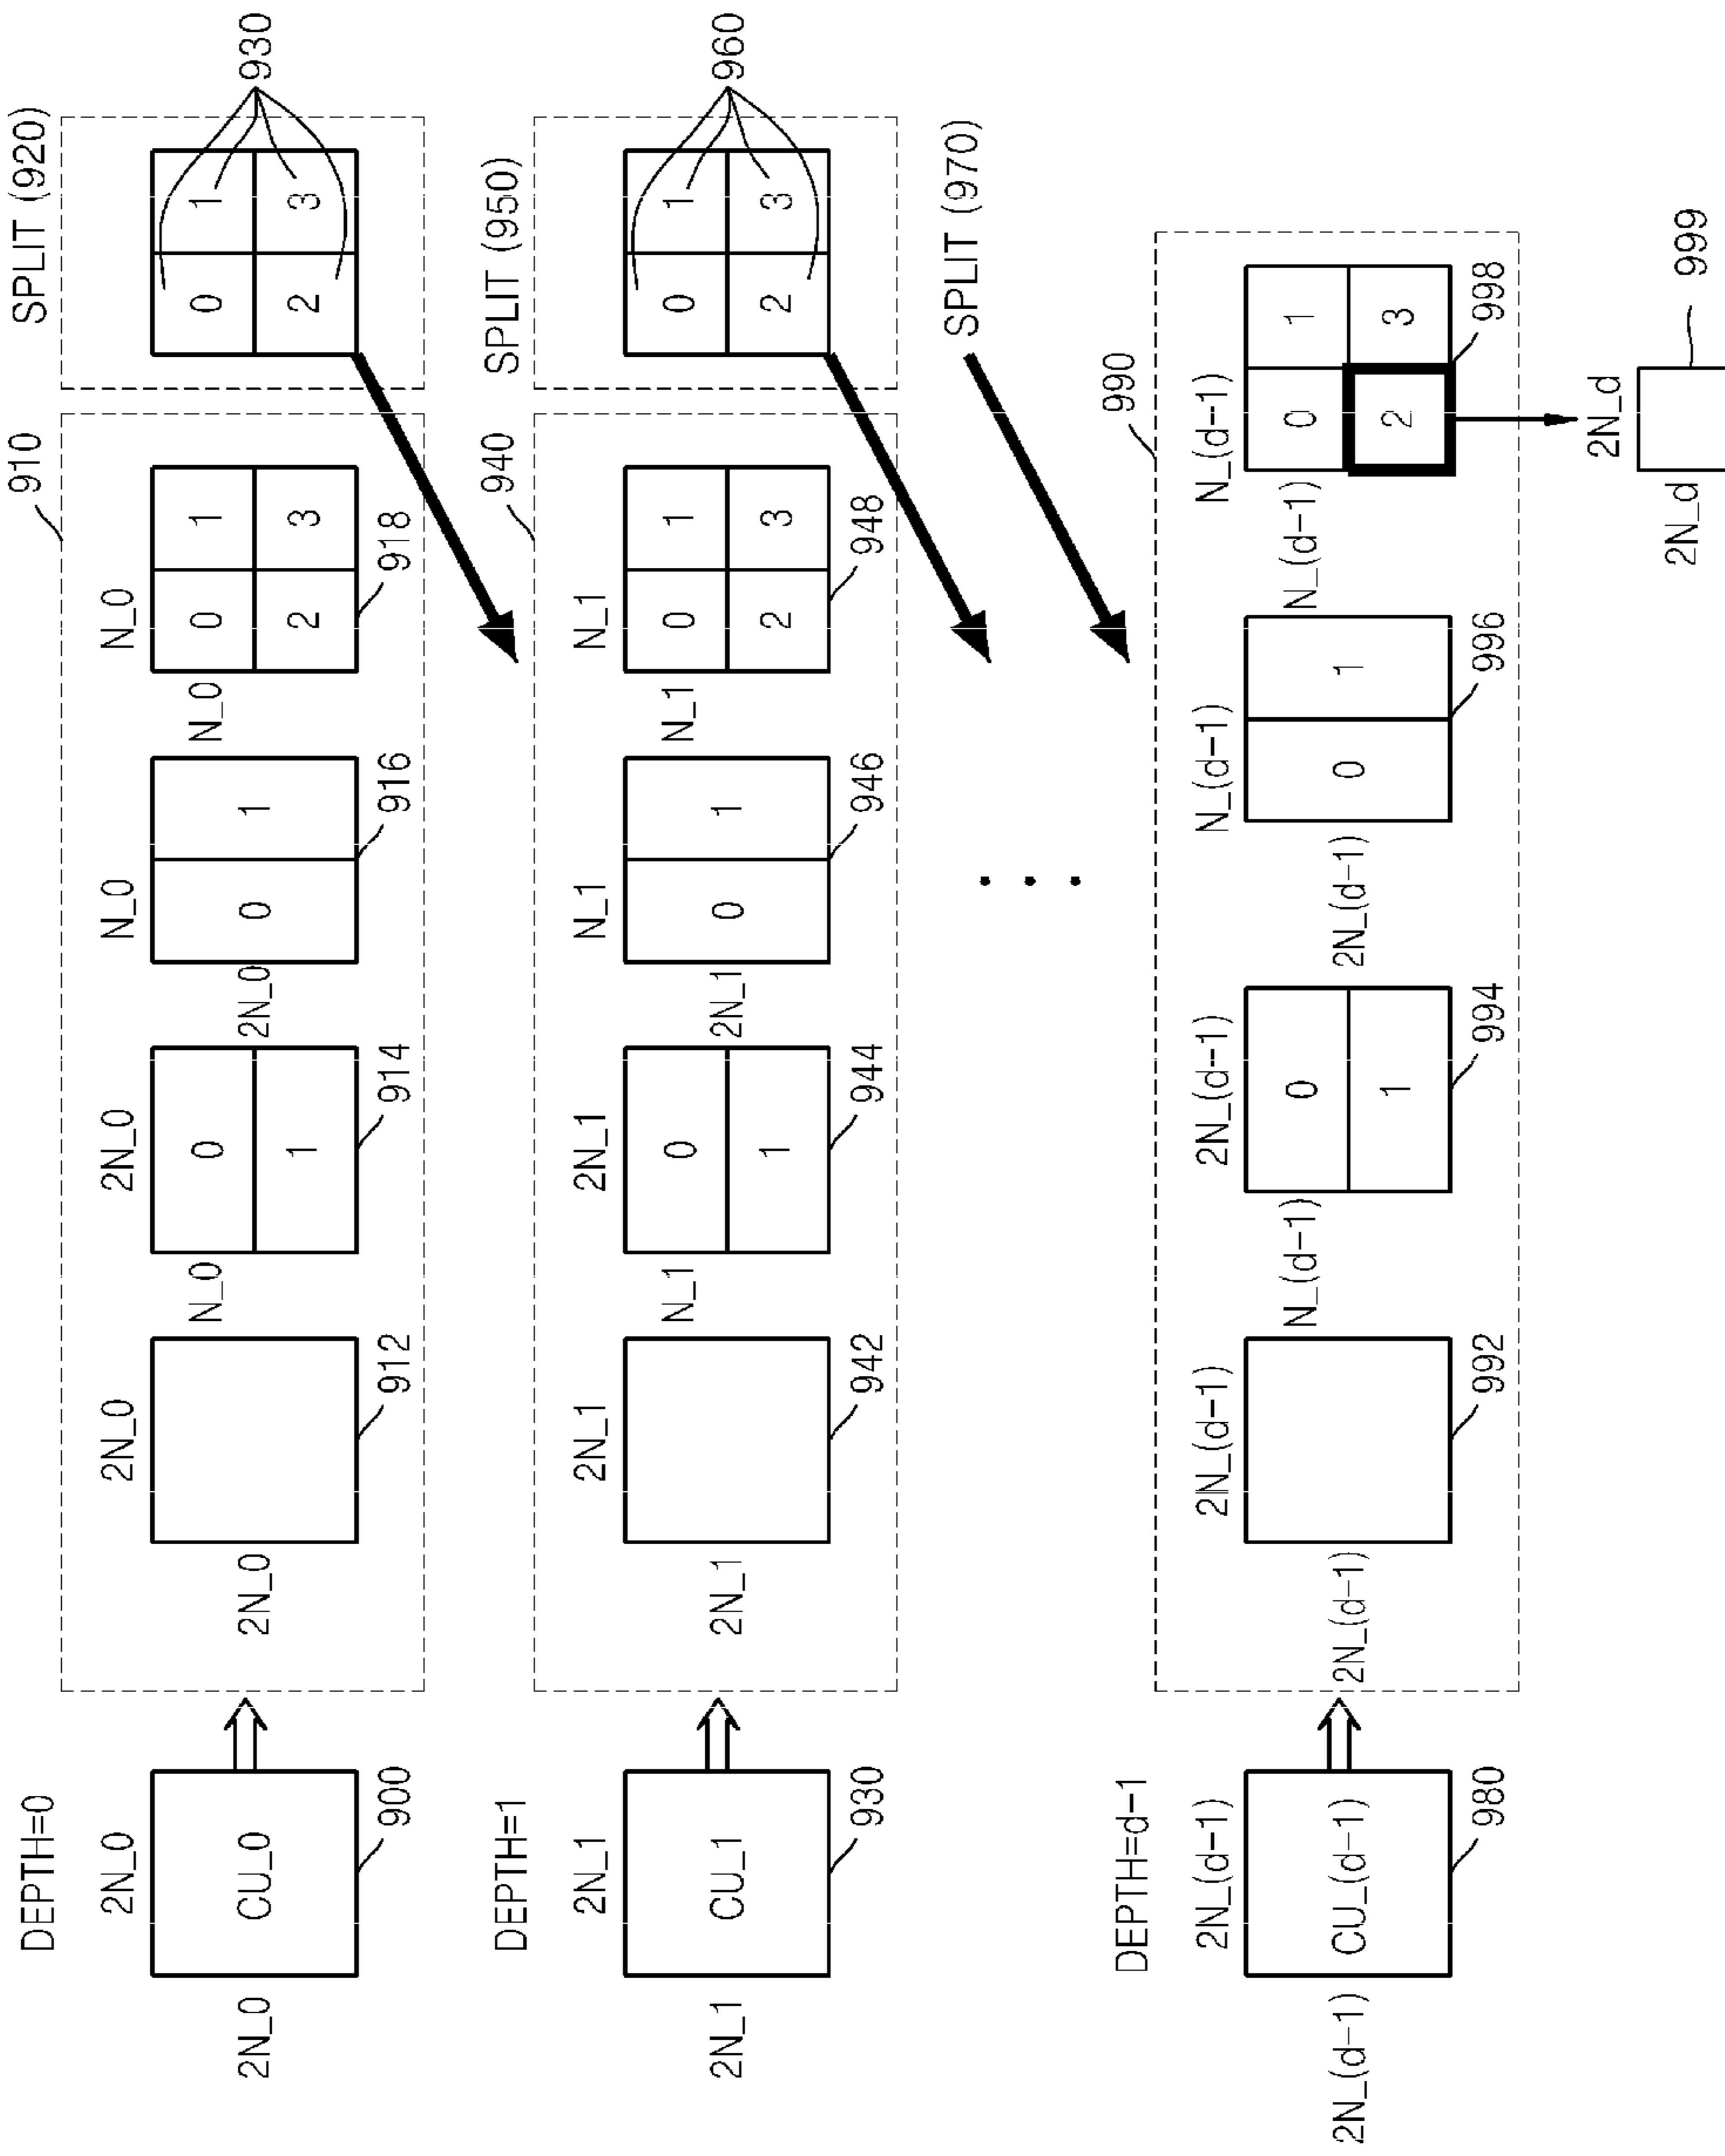 DEPTH=0
2N_0
2N_0
CU_0
900
910
2N_0
2N_0
912
2N_0
N_0
0
1
914
N_0
2N_0
0
1
916
N_0
N_0
0
1
2
3
918
SPLIT (920)
0
1
2
3
930
DEPTH=1
2N_1
2N_1
CU_1
930
940
2N_1
2N_1
942
2N_1
N_1
0
1
944
N_1
2N_1
0
1
946
N_1
N_1
0
1
2
3
948
SPLIT (950)
0
1
2
3
960
SPLIT (970)
DEPTH=d-1
2N_(d-1)
2N_(d-1)
CU_(d-1)
980
990
2N_(d-1)
2N_(d-1)
992
2N_(d-1)
N_(d-1)
0
1
994
N_(d-1)
2N_(d-1)
0
1
996
N_(d-1)
N_(d-1)
0
1
2
3
998
2N_d
2N_d
999